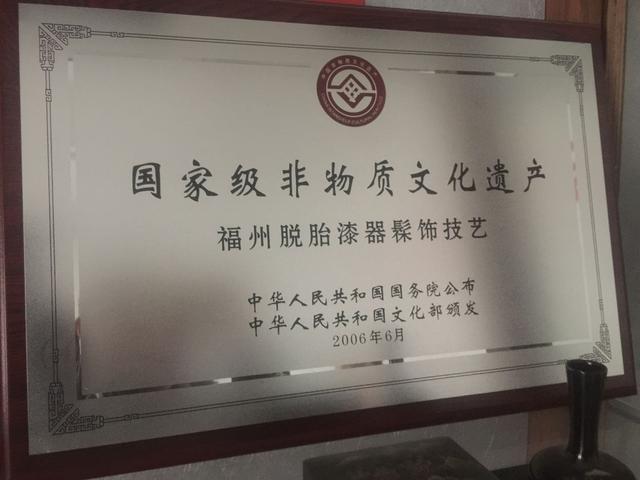 国家级非物质文化遗产
福州脱胎漆器髹饰技艺
中华人民共和国国务院公布
中华人民共和国文化部颁发
2006年6月